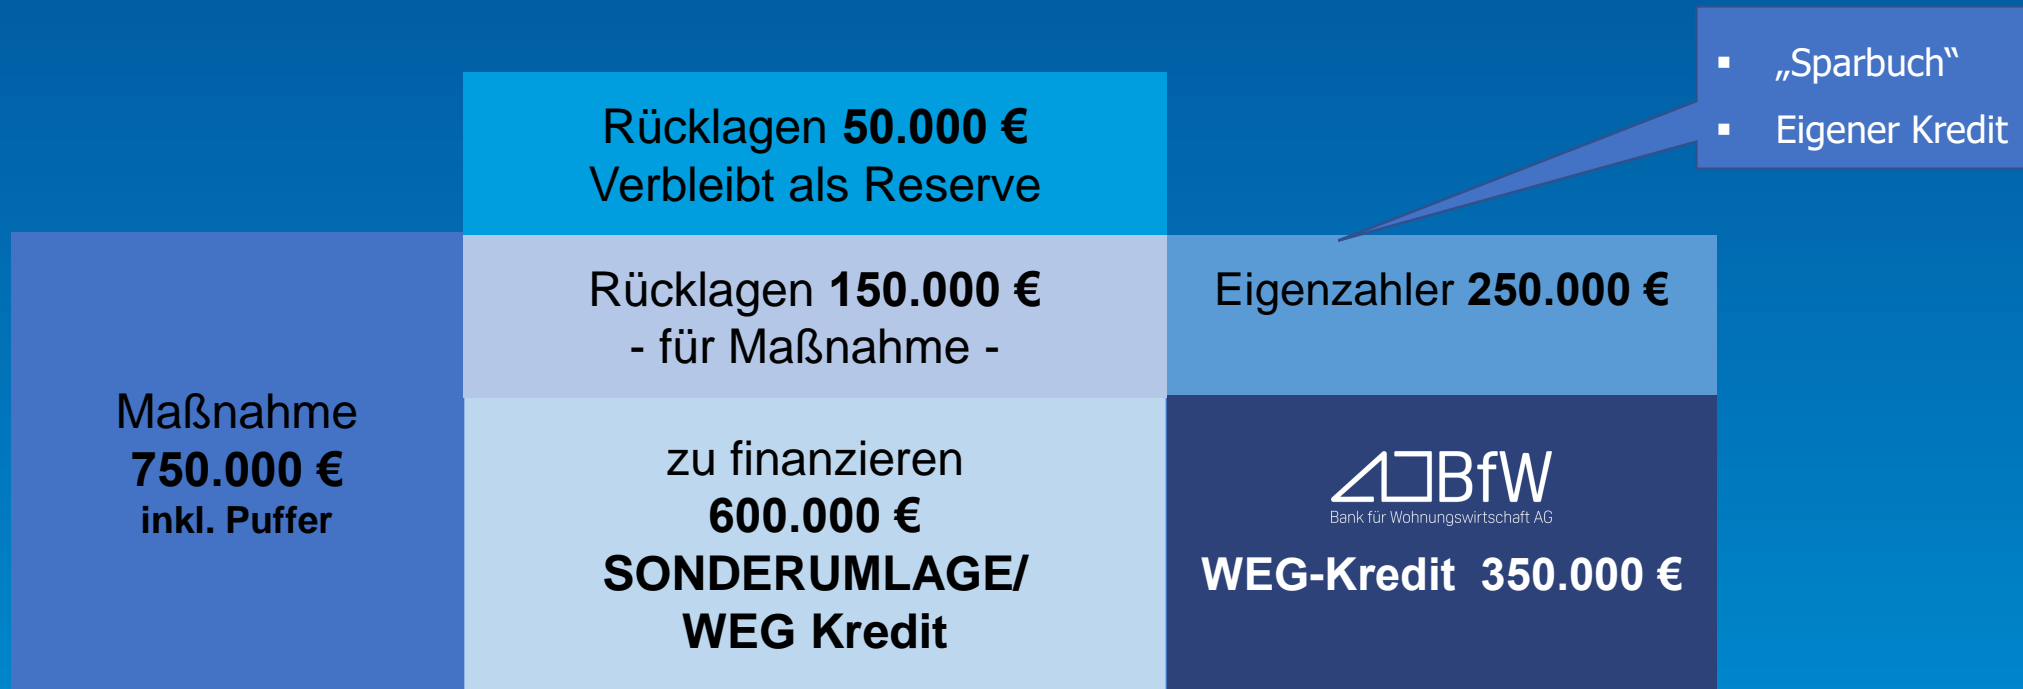 ▪ „Sparbuch“
▪ Eigener Kredit
Rücklagen 50.000 €
Verbleibt als Reserve
Rücklagen 150.000 €
- für Maßnahme -
Eigenzahler 250.000 €
Maßnahme
750.000 €
inkl. Puffer
zu finanzieren
600.000 €
SONDERUMLAGE/
WEG Kredit
BfW
Bank für Wohnungswirtschaft AG
WEG-Kredit 350.000 €